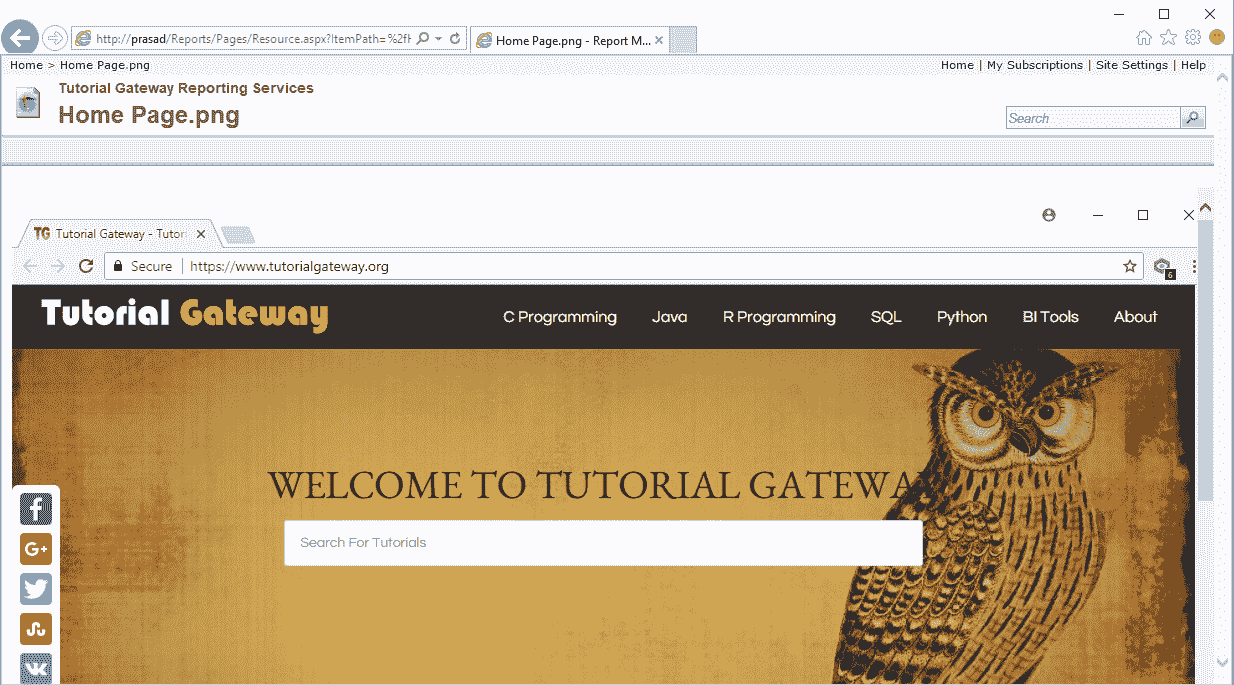 http://prasad/Reports/Pages/Resource.aspx?ItemPath=%2fH
Home Page.png - Report M...
Home > Home Page.png
Home | My Subscriptions | Site Settings | Help
Tutorial Gateway Reporting Services
Home Page.png
Search
TG Tutorial Gateway - Tutori
Secure
https://www.tutorialgateway.org
6
Tutorial Gateway
C Programming
Java
R Programming
SQL
Python
BI Tools
About
WELCOME TO TUTORIAL GATEWA
Search For Tutorials
f
G+